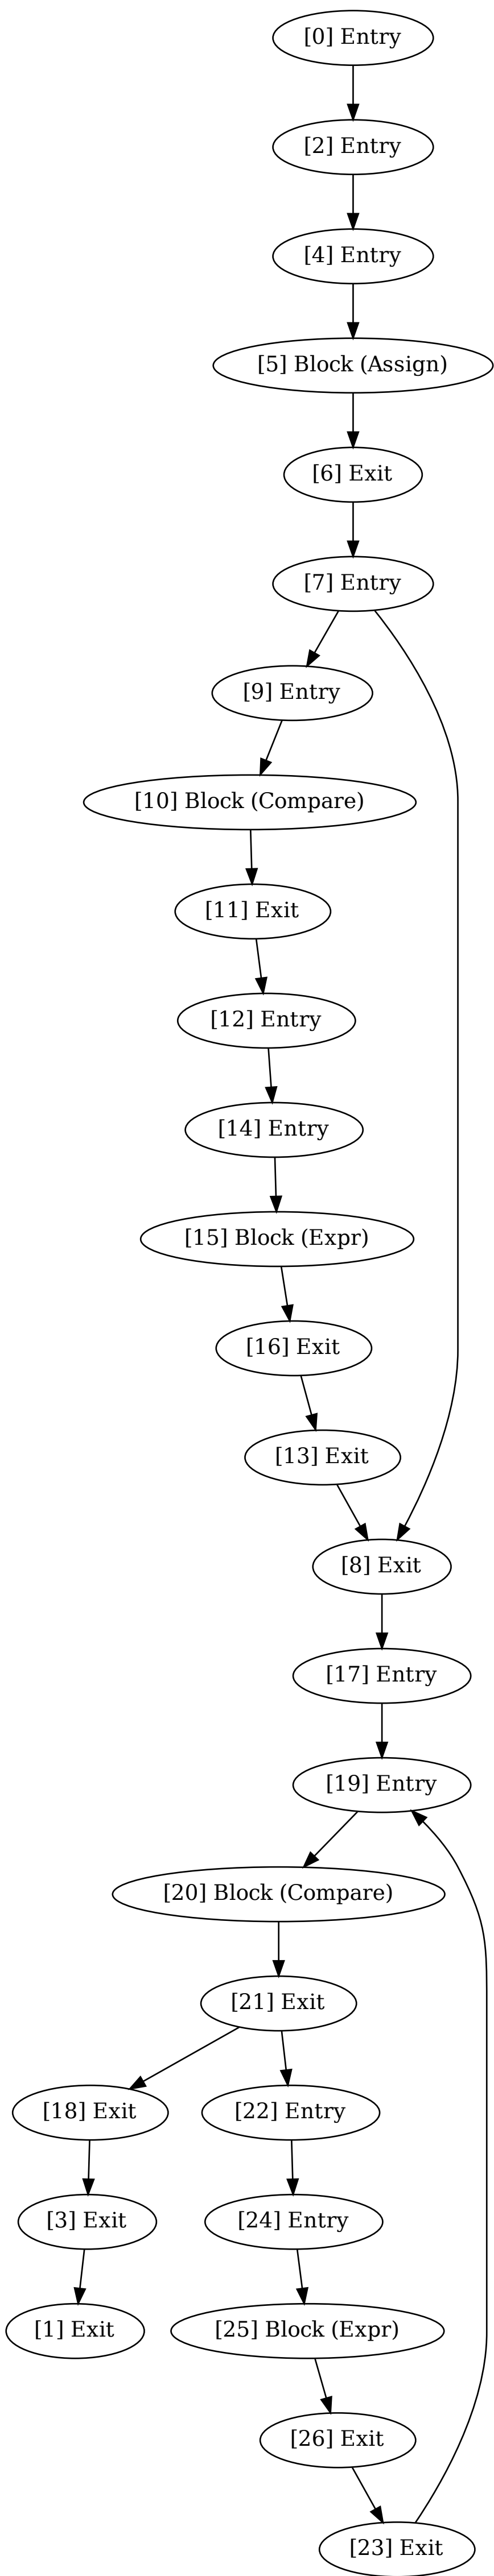 [0] Entry
[2] Entry
[4] Entry
[5] Block (Assign)
[6] Exit
[7] Entry
[9] Entry
[10] Block (Compare)
[11] Exit
[12] Entry
[14] Entry
[15] Block (Expr)
[16] Exit
[13] Exit
[8] Exit
[17] Entry
[19] Entry
[20] Block (Compare)
[21] Exit
[18] Exit
[22] Entry
[3] Exit
[24] Entry
[1] Exit
[25] Block (Expr)
[26] Exit
[23] Exit